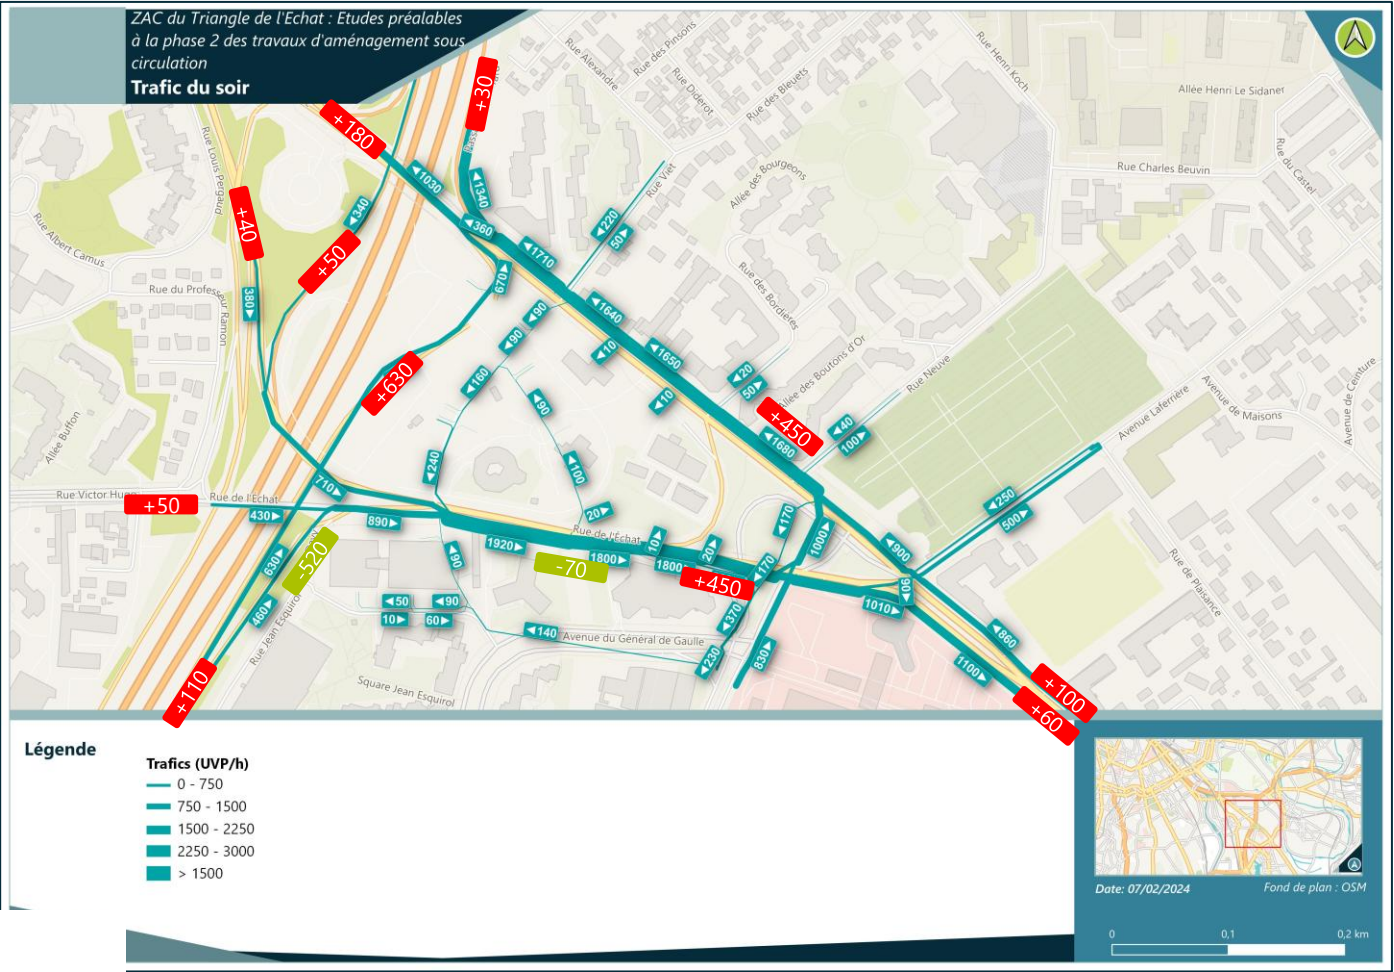 ZAC du Triangle de l'Echat : Etudes préalables
à la phase 2 des travaux d'aménagement sous
circulation
Trafic du soir
+30
+180
+40
+50
+630
+50
-520
+110
-70
+450
+450
+100
+60
◄1030
◄1340
◄360
◄1710
670►
◄340
380►
◄220
50►
◄1640
◄10
◄1650
◄10
◄90
◄90
◄160
◄90
◄240
◄100
20►
◄20
50►
◄1680
◄40
100►
◄250
500►
◄170
1000►
◄900
710►
430►
890►
1920►
1800►
10►
1800
20►
◄170
◄90
630►
460►
◄50
◄90
10►
60►
◄140
◄370
◄230
830►
1010►
◄06
◄860
1100►
Rue Alexandre
Rue des Pinsons
Rue Diderot
Rue des Bleuets
Rue Henri Koch
Allée Henri Le Sidaner
Rue Charles Beuvin
Rue du Castel
Rue Louis Pergaud
Rue Albert Camus
Rue du Professeur Ramon
Rue Viet
Allée des Bourgeons
Rue des Bordières
Allée des Boutons d'Or
Rue Neuve
Avenue Laferrière
Avenue de Maisons
Avenue de Ceinture
Allée Buffon
Rue Victor Hugo
Rue de l'Échat
Rue de l'Échat
Rue Jean Esquirol
Avenue du Général de Gaulle
Square Jean Esquirol
Rue de Plaisance
Légende
Trafics (UVP/h)
0 - 750
750 - 1500
1500 - 2250
2250 - 3000
> 1500
Date: 07/02/2024
Fond de plan : OSM
0 0,1 0,2 km